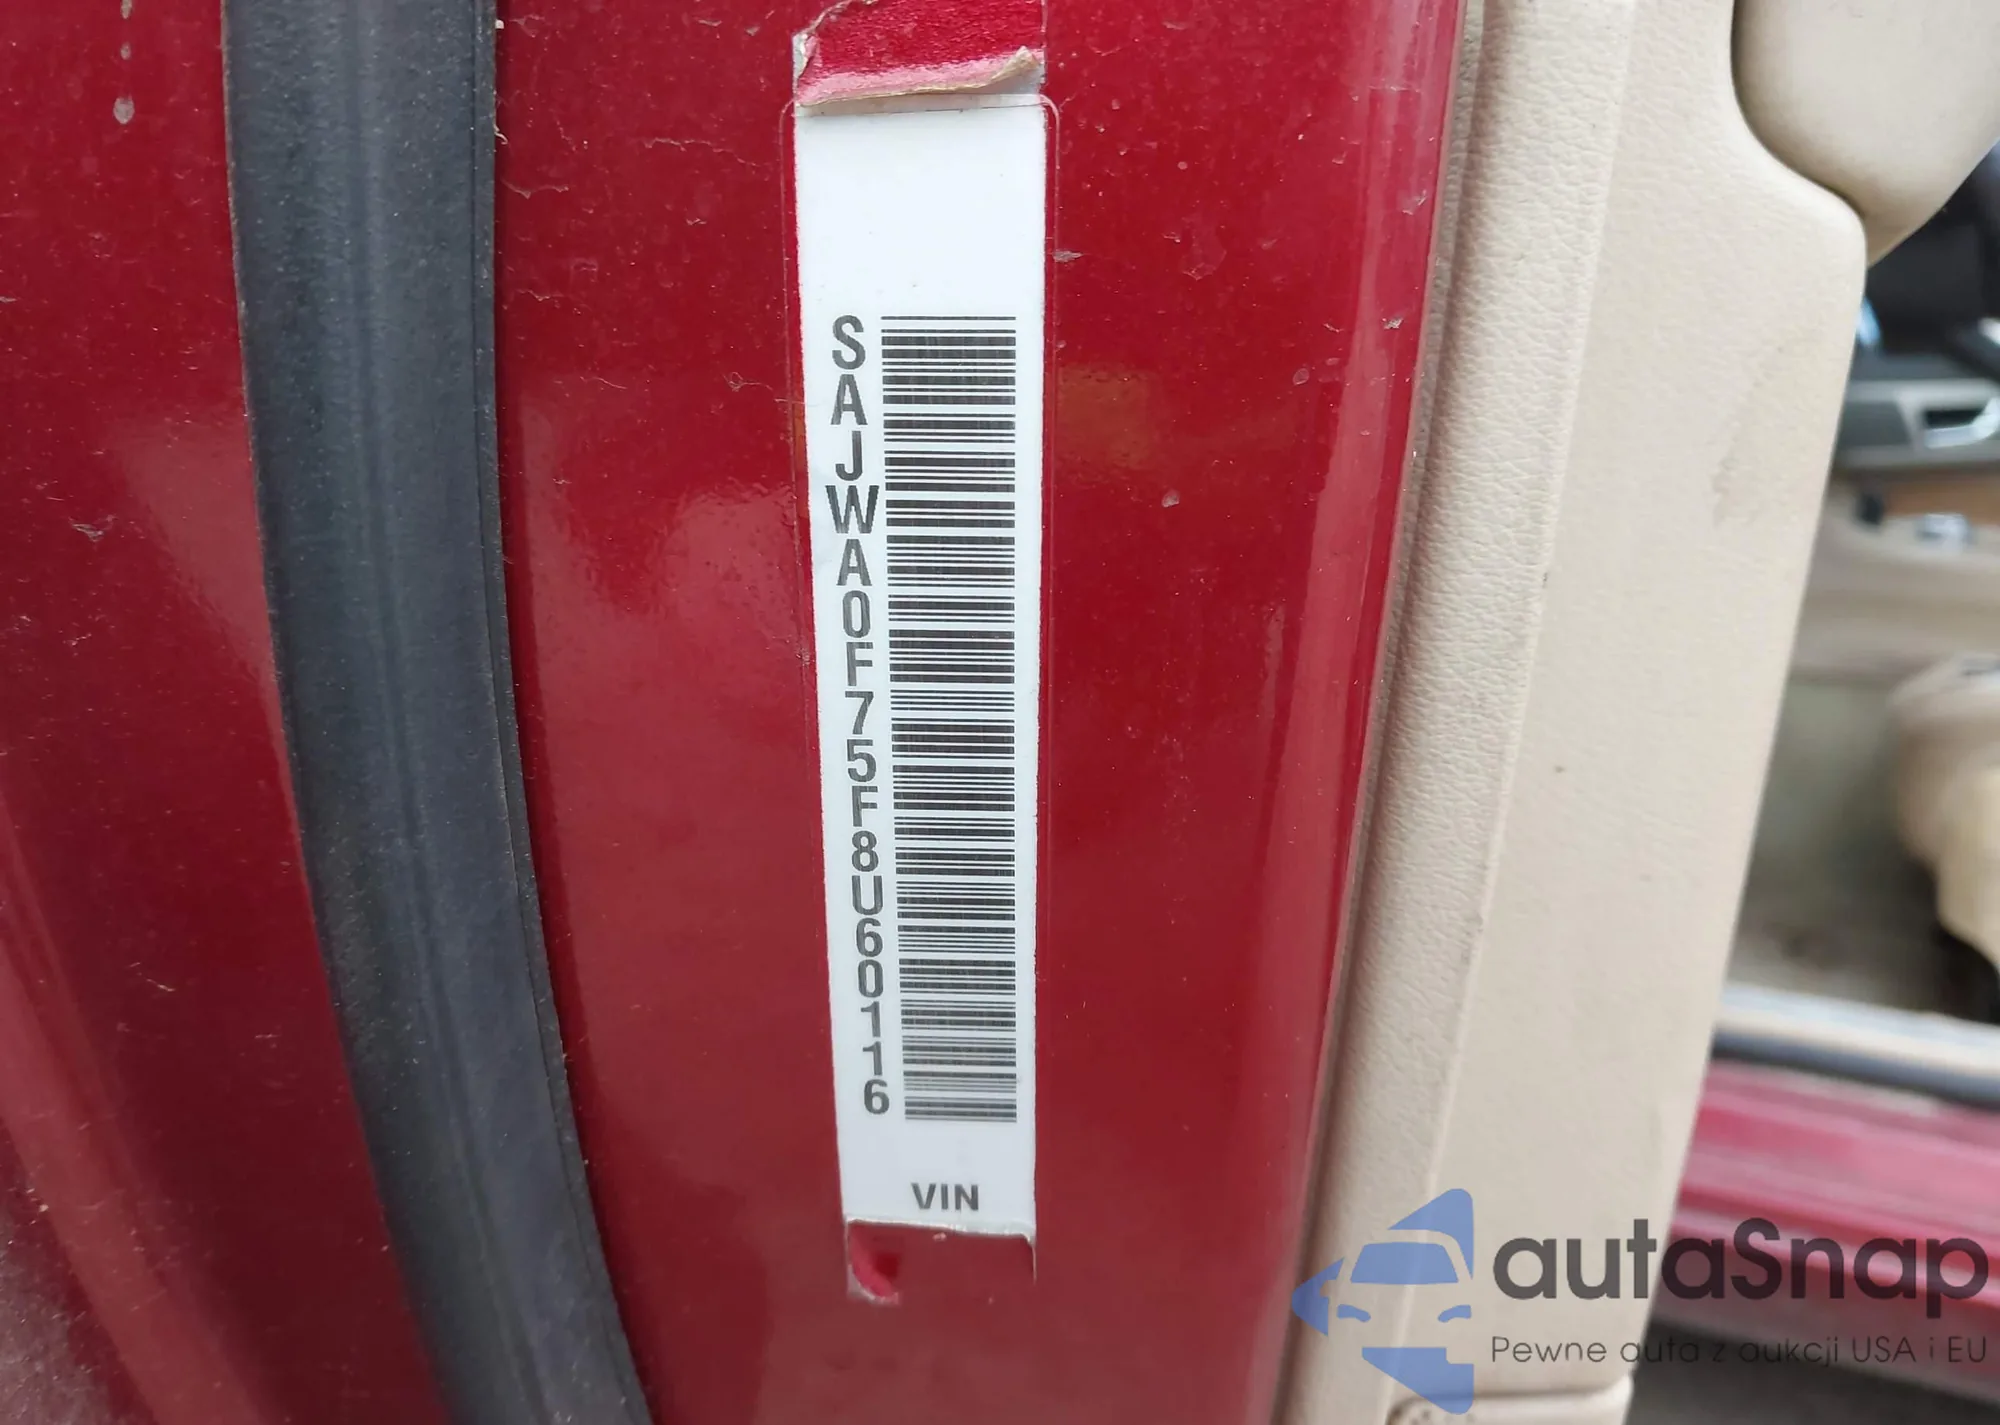 SAJWA0F75F8U60116
VIN
autaSnap
Pewne auta z aukcji USA i EU